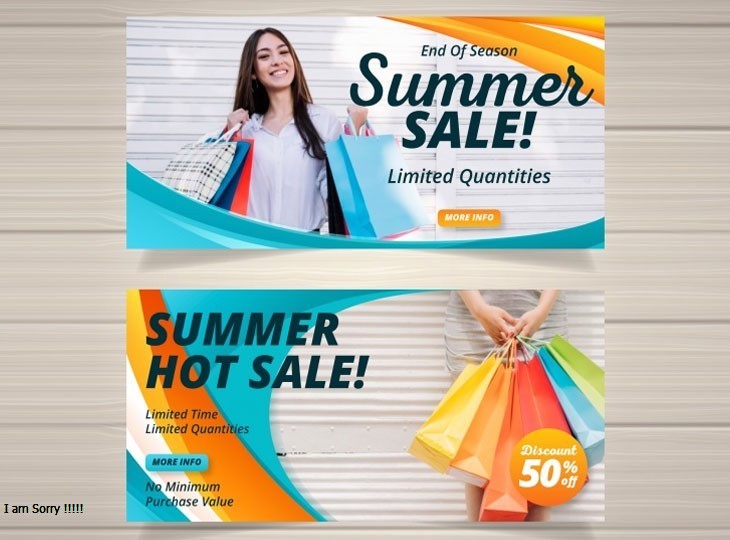 End Of Season
Summer
SALE!
Limited Quantities
MORE INFO
SUMMER
HOT SALE!
Limited Time
Limited Quantities
MORE INFO
No Minimum
Purchase Value
Discount
50%
off
I am Sorry !!!!!